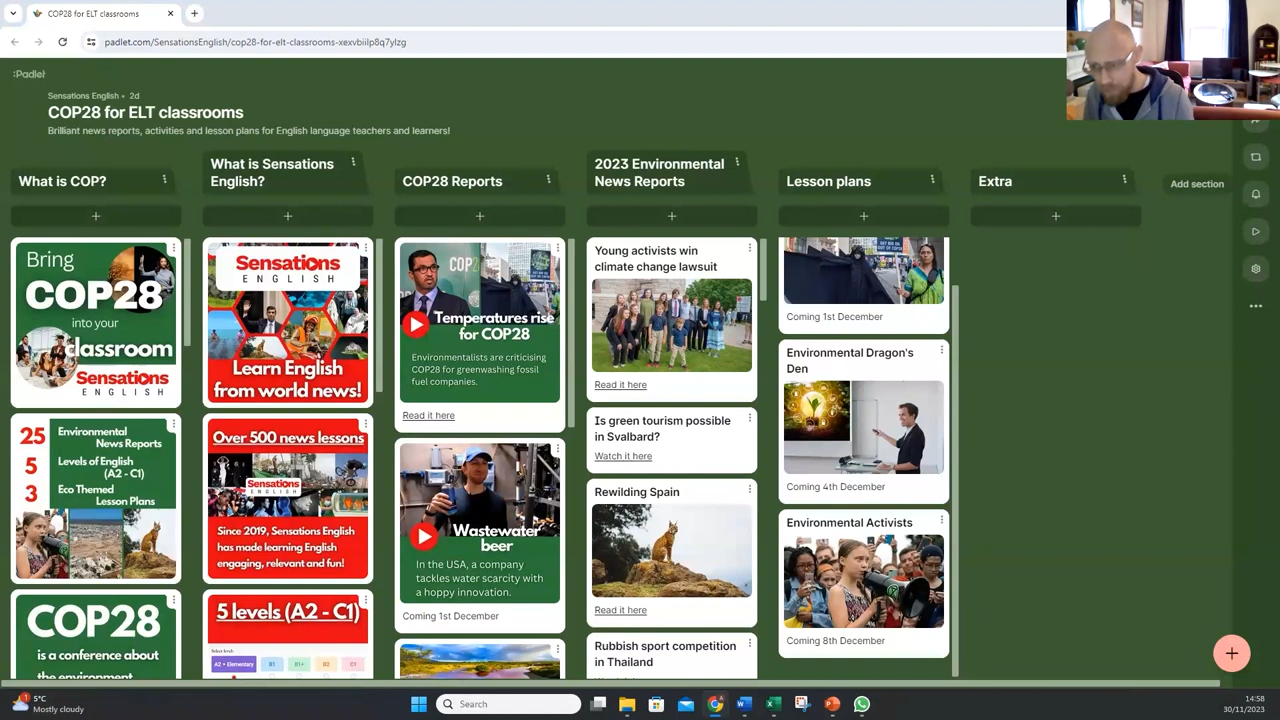 COP28 for ELT classrooms
padlet.com/SensationsEnglish/cop28-for-elt-classrooms-xexvbiilp8q7ylzg
:Padlet
Sensations English • 2d
COP28 for ELT classrooms
Brilliant news reports, activities and lesson plans for English language teachers and learners!
What is COP?
Bring
COP28
into your
classroom
Sensations
ENGLISH
25 Environmental
News Reports
5 Levels of English
(A2 - C1)
3 Eco Themed
Lesson Plans
COP28
is a conference about
the environment
What is Sensations
English?
Sensations
ENGLISH
Learn English
from world news!
Over 500 news lessons
SENSATIONS
ENGLISH
Since 2019, Sensations English
has made learning English
engaging, relevant and fun!
5 levels (A2 - C1)
Select level:
A2 • Elementary B1 B1+ B2 C1
COP28 Reports
COP2
Temperatures rise
for COP28
Environmentalists are criticising
COP28 for greenwashing fossil
fuel companies.
Read it here
Wastewater
beer
In the USA, a company
tackles water scarcity with
a hoppy innovation.
Coming 1st December
2023 Environmental
News Reports
Young activists win
climate change lawsuit
Read it here
Is green tourism possible
in Svalbard?
Watch it here
Rewilding Spain
Read it here
Rubbish sport competition
in Thailand
Lesson plans
Coming 1st December
Environmental Dragon's
Den
Coming 4th December
Environmental Activists
Coming 8th December
Extra
Add section
1
5°C
Mostly cloudy
Search
14:58
30/11/2023